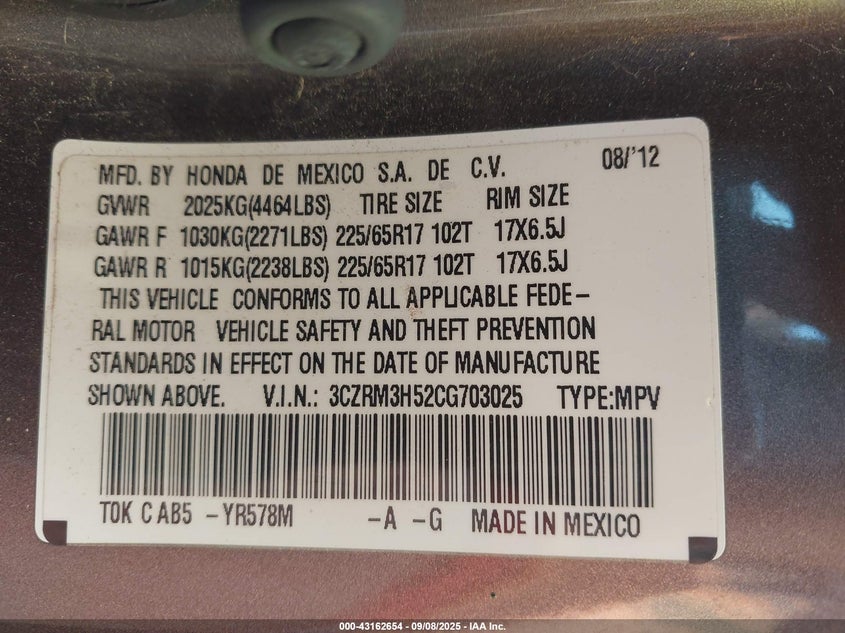 MFD. BY HONDA DE MEXICO S.A. DE C.V. 08/'12
GVWR 2025KG(4464LBS) TIRE SIZE RIM SIZE
GAWR F 1030KG(2271LBS) 225/65R17 102T 17X6.5J
GAWR R 1015KG(2238LBS) 225/65R17 102T 17X6.5J
THIS VEHICLE CONFORMS TO ALL APPLICABLE FEDE-
RAL MOTOR VEHICLE SAFETY AND THEFT PREVENTION
STANDARDS IN EFFECT ON THE DATE OF MANUFACTURE
SHOWN ABOVE. V.I.N.: 3CZRM3H52CG703025 TYPE:MPV
T0K C AB5 -YR578M -A -G MADE IN MEXICO
000-43162654 - 09/08/2025 - IAA Inc.